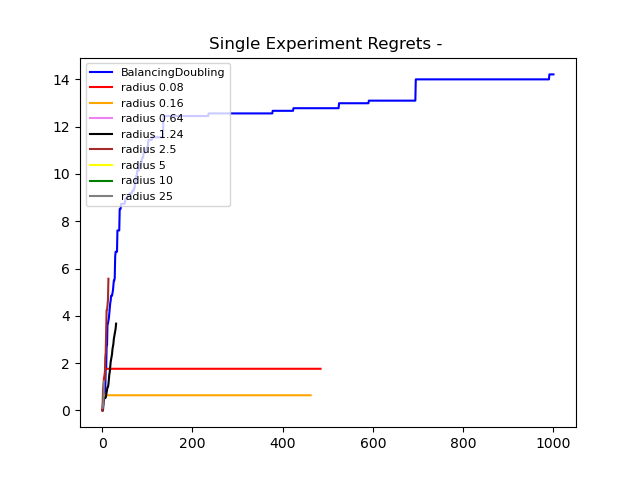 Single Experiment Regrets -
BalancingDoubling
radius 0.08
radius 0.16
radius 0.64
radius 1.24
radius 2.5
radius 5
radius 10
radius 25
14
12
10
8
6
4
2
0
0 200 400 600 800 1000